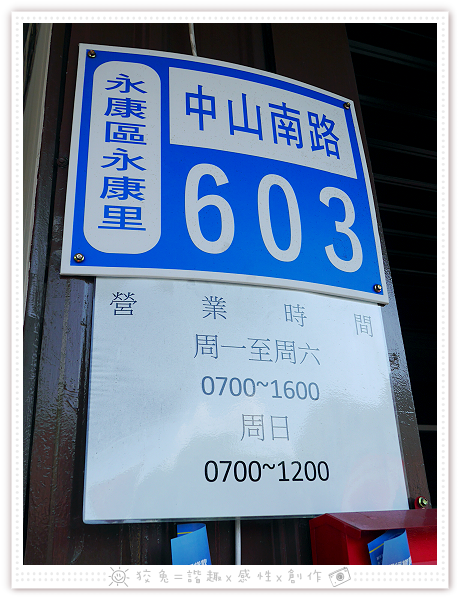 永康區永康里
中山南路
603
營業時間
周一至周六
0700~1600
周日
0700~1200
狡兔=諧趣x感性x創作